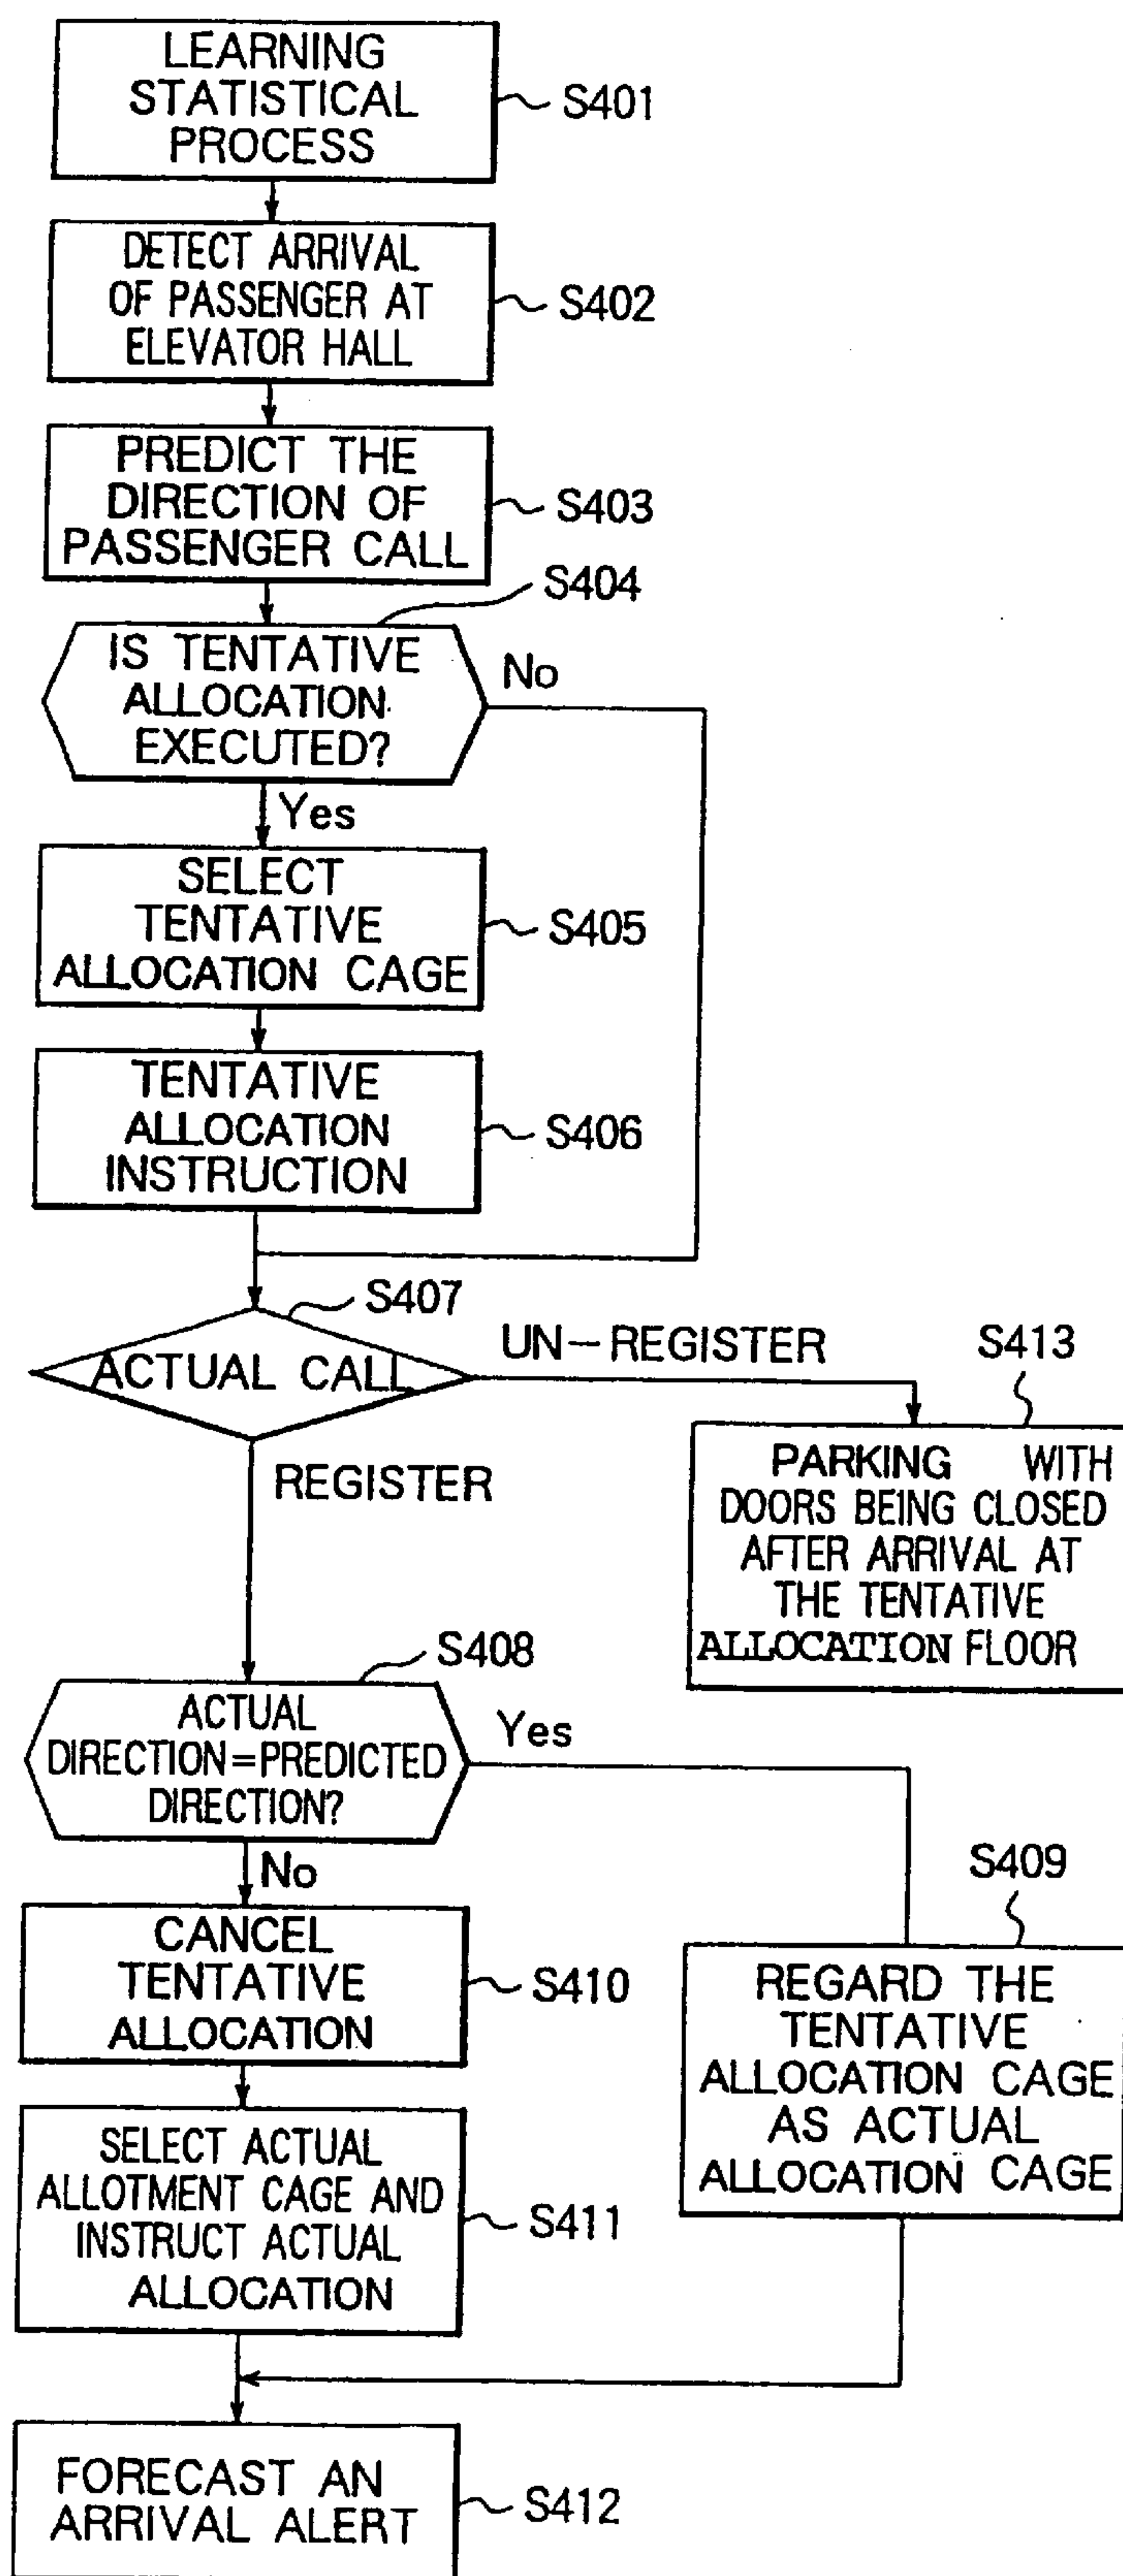 LEARNING
STATISTICAL
PROCESS
S401
DETECT ARRIVAL
OF PASSENGER AT
ELEVATOR HALL
S402
PREDICT THE
DIRECTION OF
PASSENGER CALL
S403
S404
IS TENTATIVE
ALLOCATION
EXECUTED?
No
Yes
SELECT
TENTATIVE
ALLOCATION CAGE
S405
TENTATIVE
ALLOCATION
INSTRUCTION
S406
S407
ACTUAL CALL
UN-REGISTER
S413
REGISTER
PARKING WITH
DOORS BEING CLOSED
AFTER ARRIVAL AT
THE TENTATIVE
ALLOCATION FLOOR
S408
ACTUAL
DIRECTION=PREDICTED
DIRECTION?
Yes
No
S409
CANCEL
TENTATIVE
ALLOCATION
S410
REGARD THE
TENTATIVE
ALLOCATION CAGE
AS ACTUAL
ALLOCATION CAGE
SELECT ACTUAL
ALLOTMENT CAGE AND
INSTRUCT ACTUAL
ALLOCATION
S411
FORECAST AN
ARRIVAL ALERT
S412